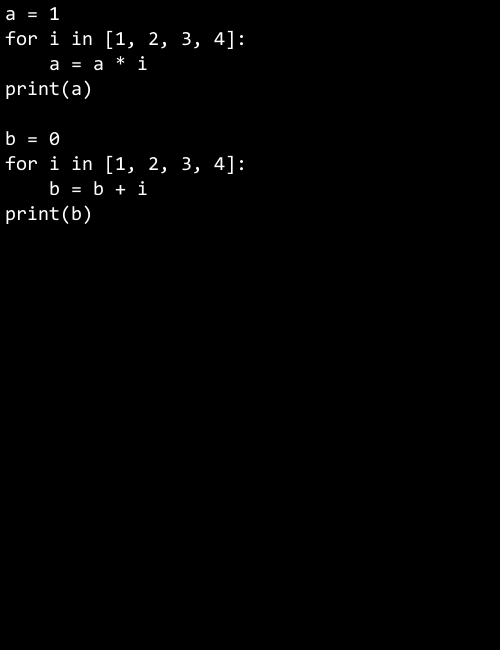 a = 1
for i in [1, 2, 3, 4]:
    a = a * i
print(a)

b = 0
for i in [1, 2, 3, 4]:
    b = b + i
print(b)